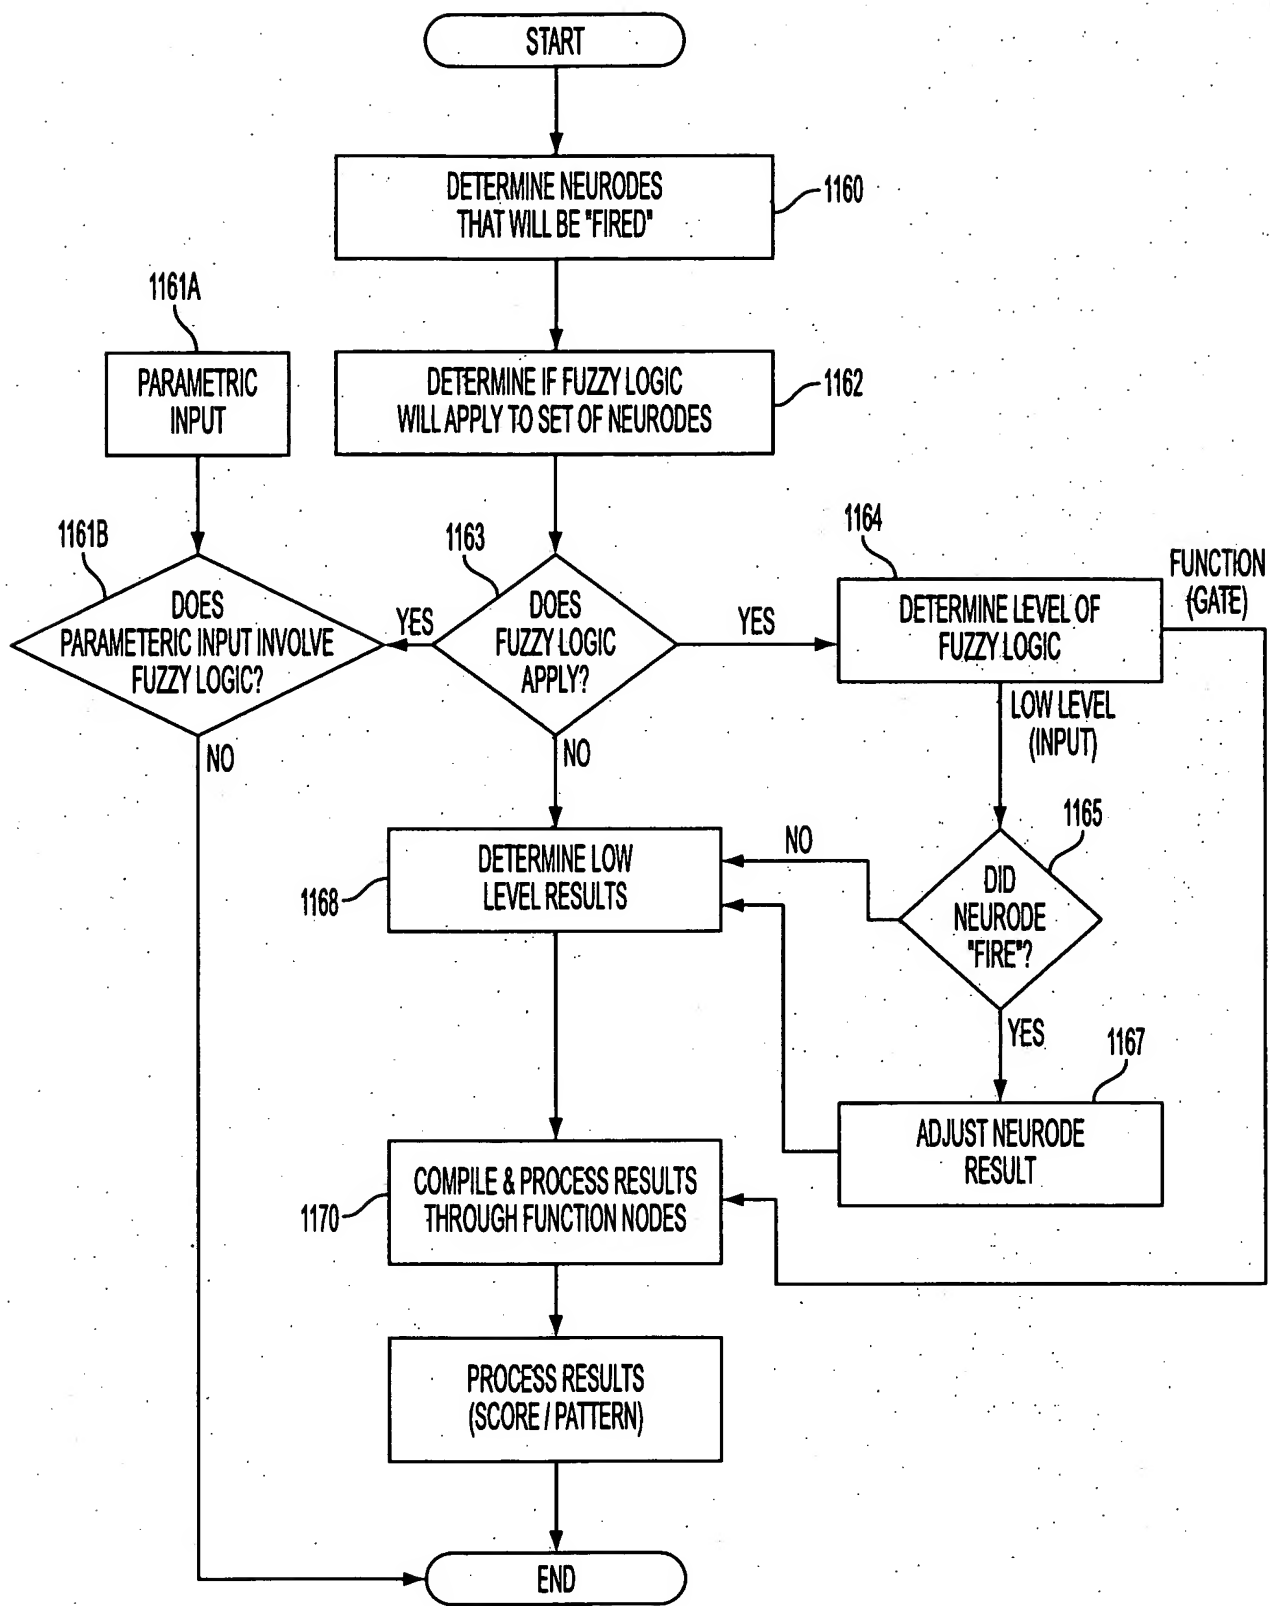 START
DETERMINE NEURODES
THAT WILL BE "FIRED"
1160
1161A
PARAMETRIC
INPUT
DETERMINE IF FUZZY LOGIC
WILL APPLY TO SET OF NEURODES
1162
1161B
DOES
PARAMETERIC INPUT INVOLVE
FUZZY LOGIC?
YES
1163
DOES
FUZZY LOGIC
APPLY?
YES
1164
DETERMINE LEVEL OF
FUZZY LOGIC
FUNCTION
(GATE)
LOW LEVEL
(INPUT)
NO
NO
DETERMINE LOW
LEVEL RESULTS
1168
NO
1165
DID
NEURODE
"FIRE"?
YES
1167
ADJUST NEURODE
RESULT
COMPILE & PROCESS RESULTS
THROUGH FUNCTION NODES
1170
PROCESS RESULTS
(SCORE / PATTERN)
END